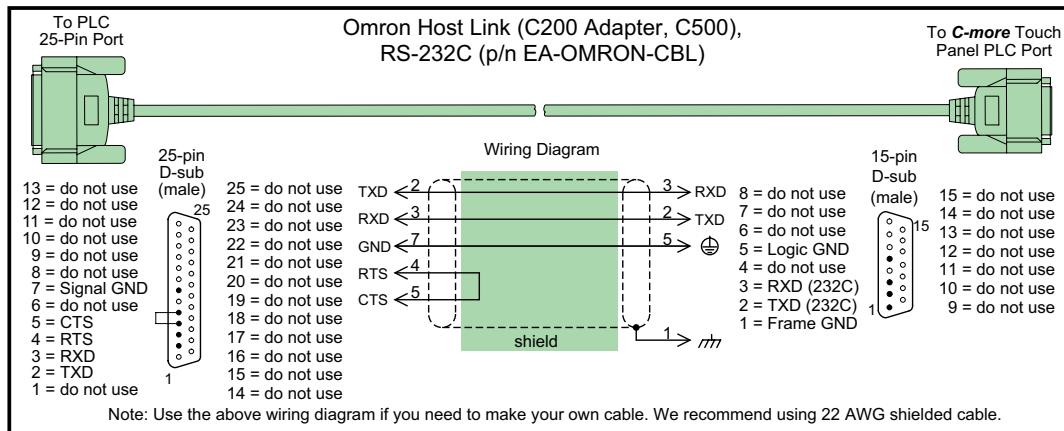 To PLC
25-Pin Port
Omron Host Link (C200 Adapter, C500),
RS-232C (p/n EA-OMRON-CBL)
To C-more Touch
Panel PLC Port
25-pin
D-sub
(male)
13 = do not use
12 = do not use
11 = do not use
10 = do not use
9 = do not use
8 = do not use
7 = Signal GND
6 = do not use
5 = CTS
4 = RTS
3 = RXD
2 = TXD
1 = do not use
25
1
25 = do not use
24 = do not use
23 = do not use
22 = do not use
21 = do not use
20 = do not use
19 = do not use
18 = do not use
17 = do not use
16 = do not use
15 = do not use
14 = do not use
Wiring Diagram
TXD 2 3 RXD
RXD 3 2 TXD
GND 7 5
RTS 4
CTS 5
shield
1
15-pin
D-sub
(male)
8 = do not use
7 = do not use
6 = do not use
5 = Logic GND
4 = do not use
3 = RXD (232C)
2 = TXD (232C)
1 = Frame GND
15
1
15 = do not use
14 = do not use
13 = do not use
12 = do not use
11 = do not use
10 = do not use
9 = do not use
Note: Use the above wiring diagram if you need to make your own cable. We recommend using 22 AWG shielded cable.